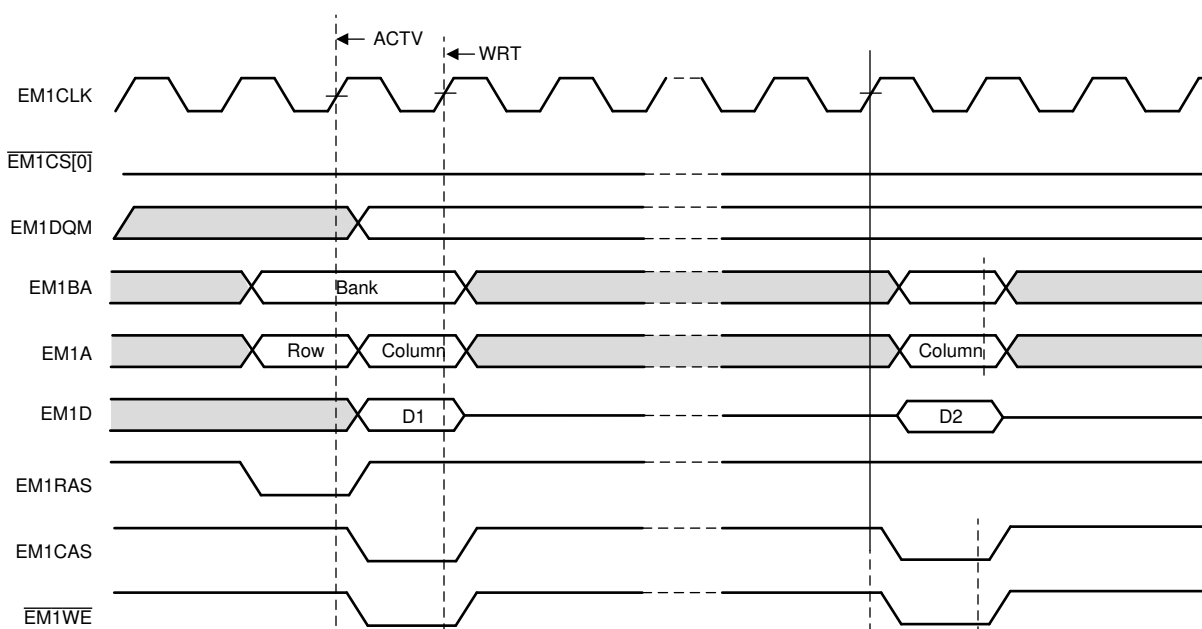 ACTV
WRT
EM1CLK
EM1CS[0]
EM1DQM
EM1BA
Bank
EM1A
Row
Column
Column
EM1D
D1
D2
EM1RAS
EM1CAS
EM1WE